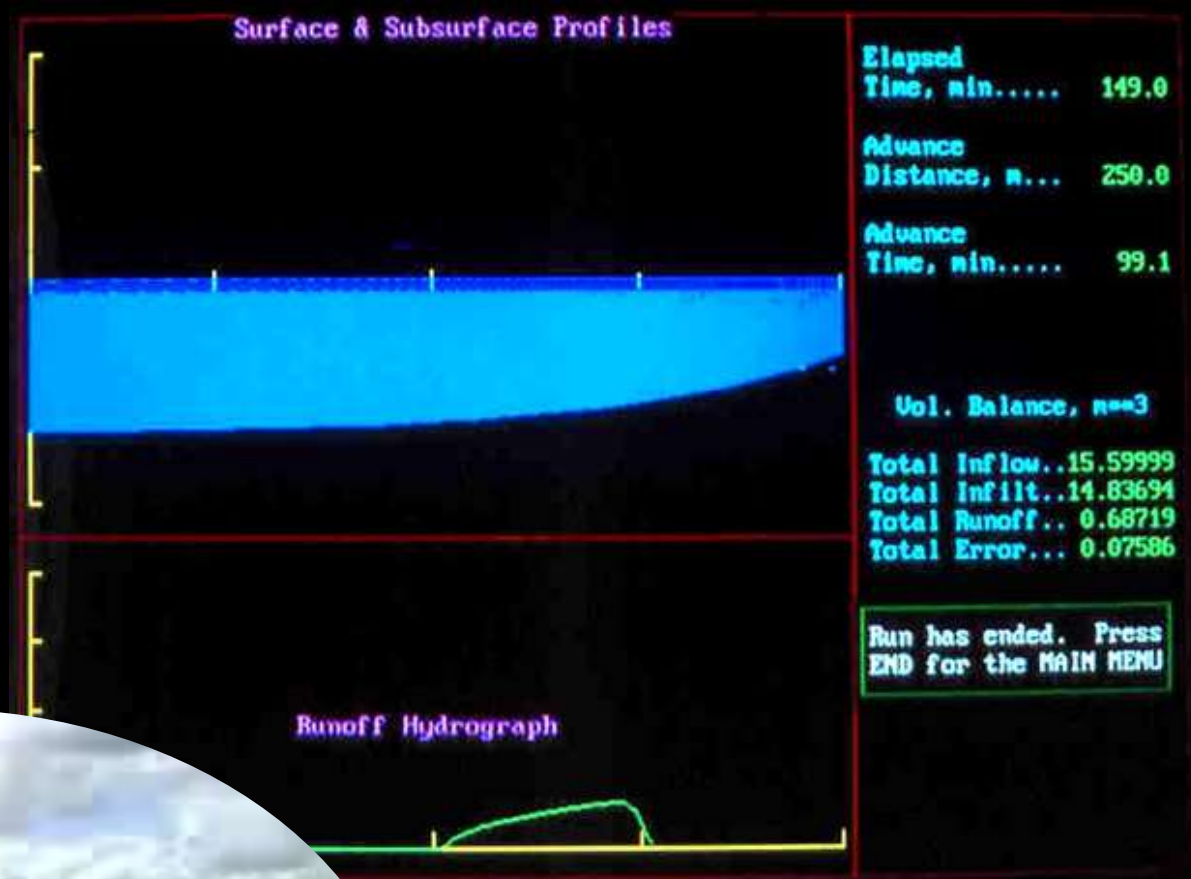 Surface & Subsurface Profiles
Elapsed
Time, min..... 149.0
Advance
Distance, m... 250.0
Advance
Time, min..... 99.1
Vol. Balance, m**3
Total Inflow..15.59999
Total Infilt..14.83694
Total Runoff.. 0.68719
Total Error... 0.07586
Run has ended. Press
END for the MAIN MENU
Runoff Hydrograph